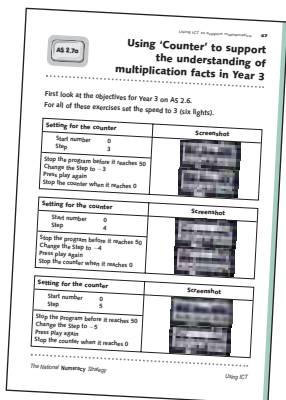 Using ICT to support mathematics 67
AS 2.7a
Using ‘Counter’ to support
the understanding of
multiplication facts in Year 3
First look at the objectives for Year 3 on AS 2.6.
For all of these exercises set the speed to 3 (six lights).
Setting for the counter
Screenshot
Start number 0
Step 3
Stop the program before it reaches 50
Change the Step to –3
Press play again
Stop the counter when it reaches 0
Setting for the counter
Screenshot
Start number 0
Step 4
Stop the program before it reaches 50
Change the Step to –4
Press play again
Stop the counter when it reaches 0
Setting for the counter
Screenshot
Start number 0
Step 5
Stop the program before it reaches 50
Change the Step to –5
Press play again
Stop the counter when it reaches 0
The National Numeracy Strategy
Using ICT